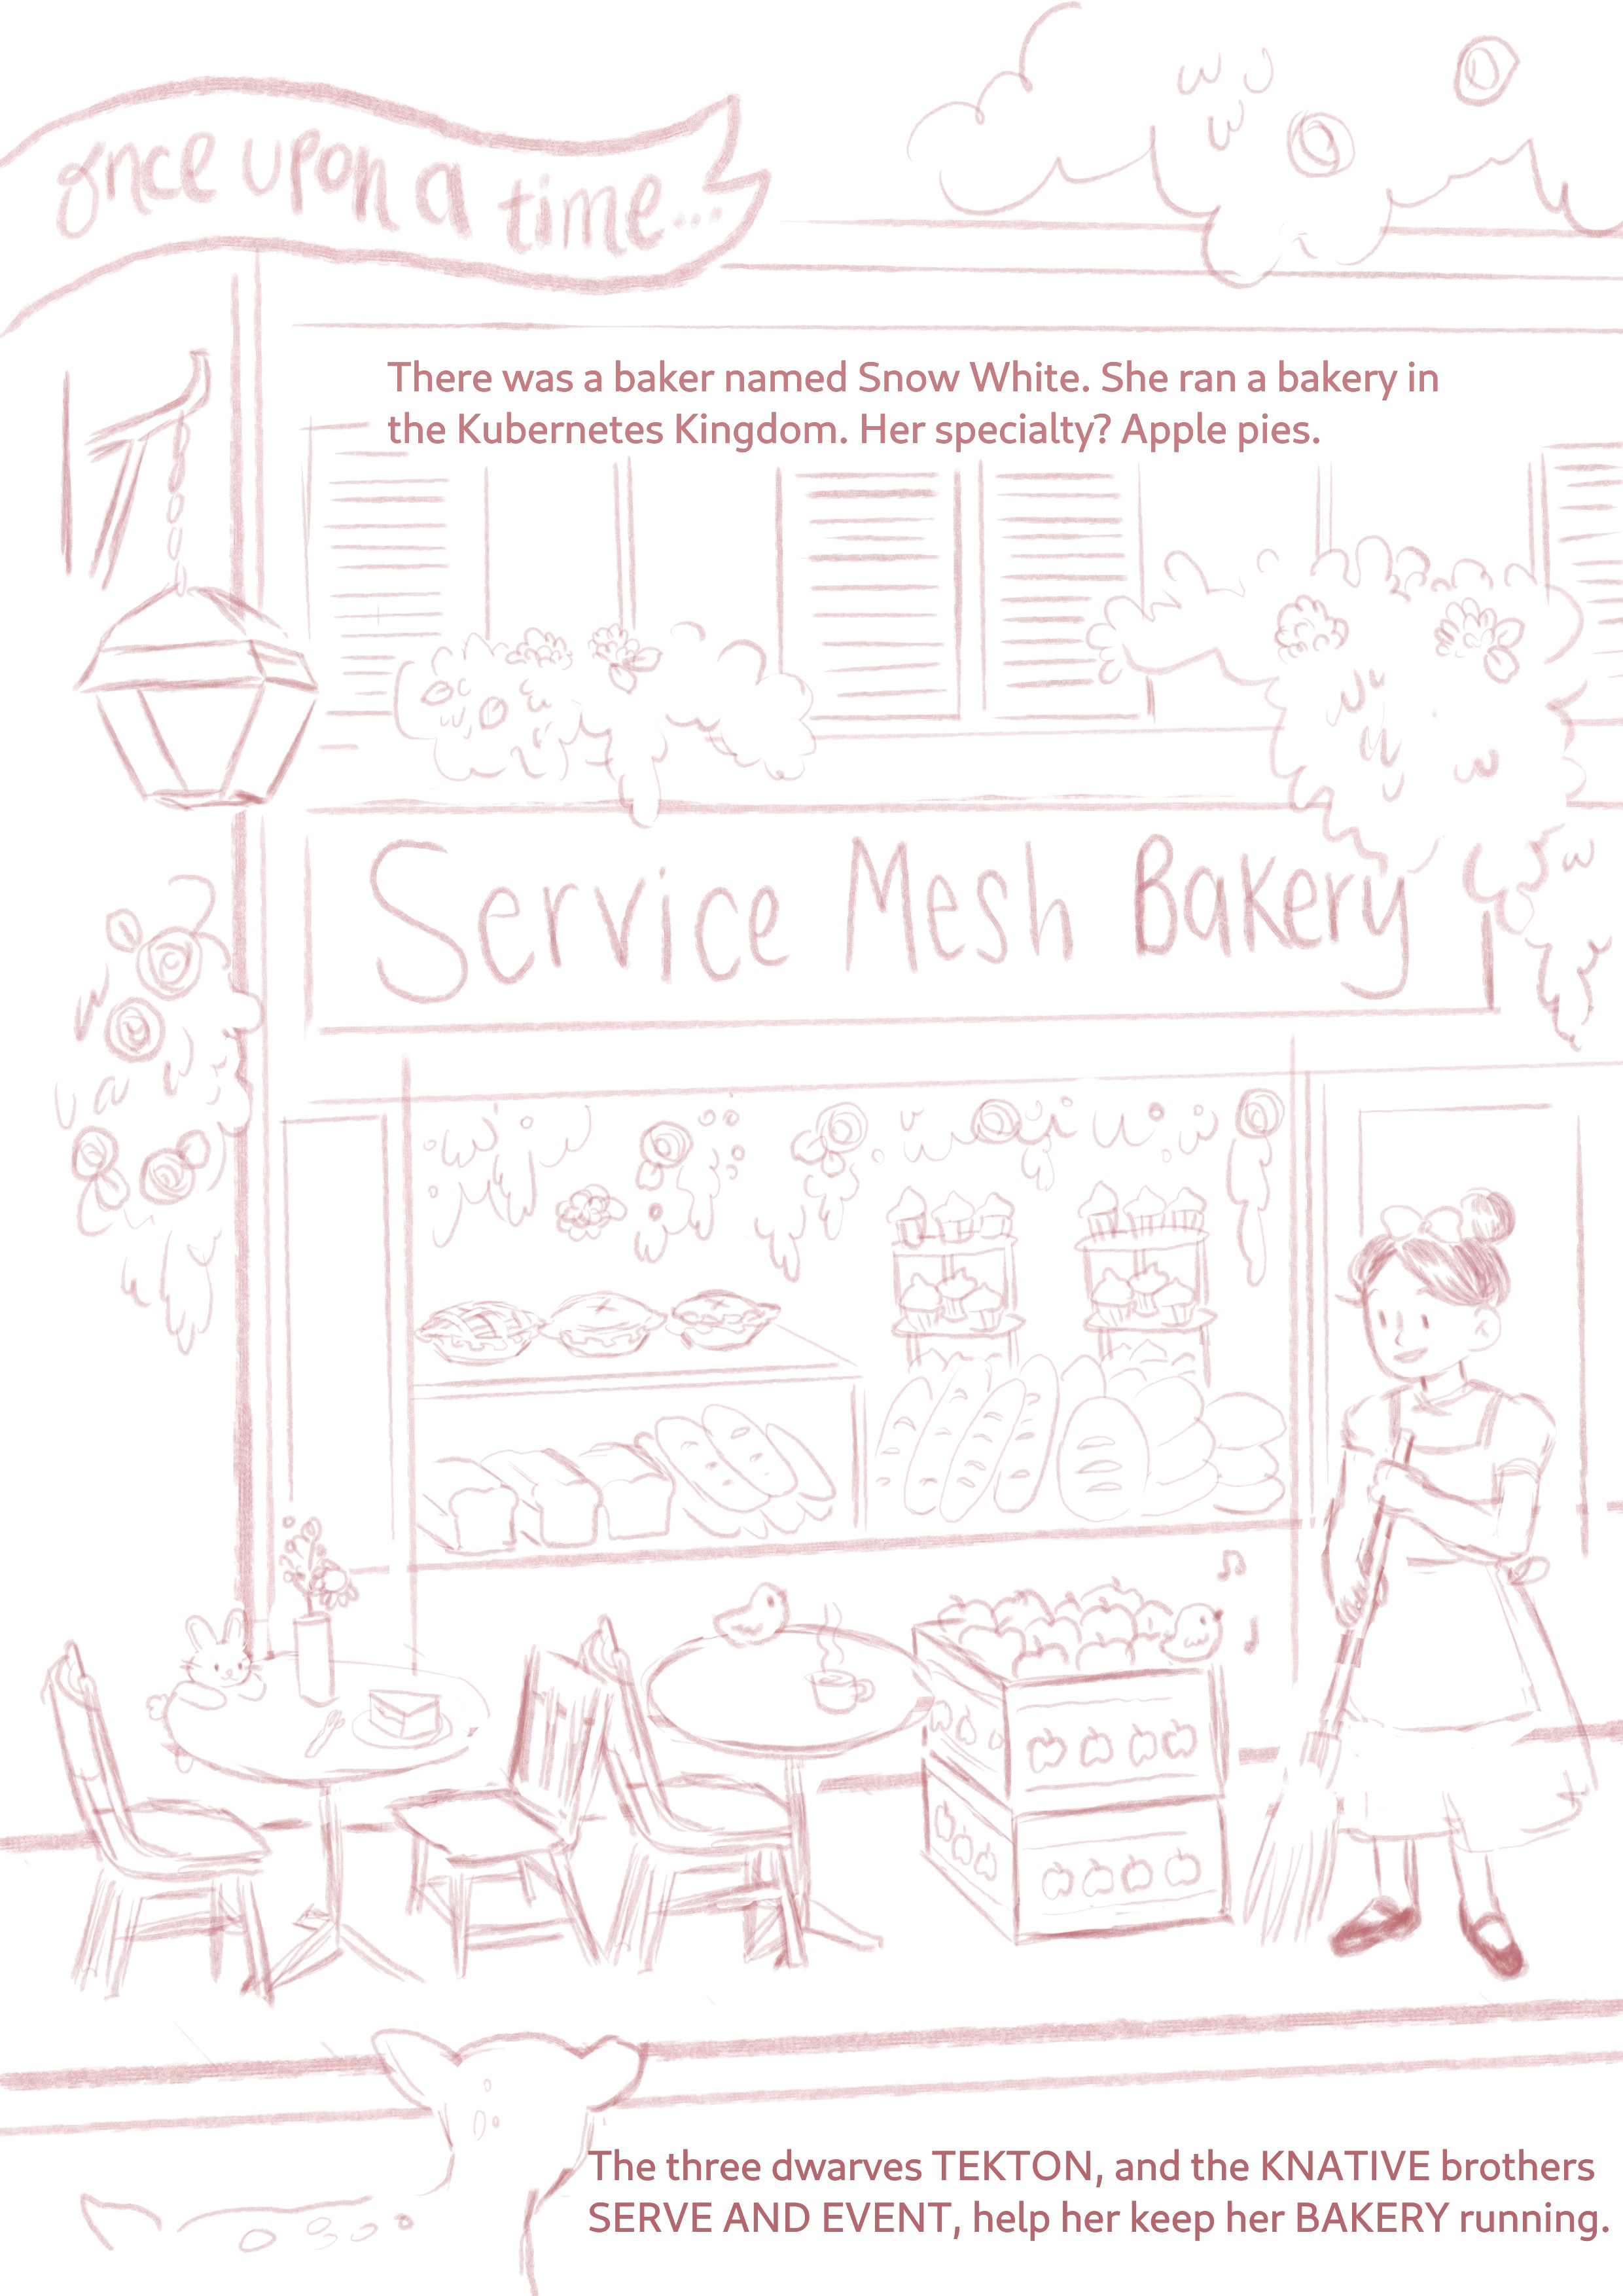 once upon a time...
There was a baker named Snow White. She ran a bakery in
the Kubernetes Kingdom. Her specialty? Apple pies.
Service Mesh Bakery
The three dwarves TEKTON, and the KNATIVE brothers
SERVE AND EVENT, help her keep her BAKERY running.